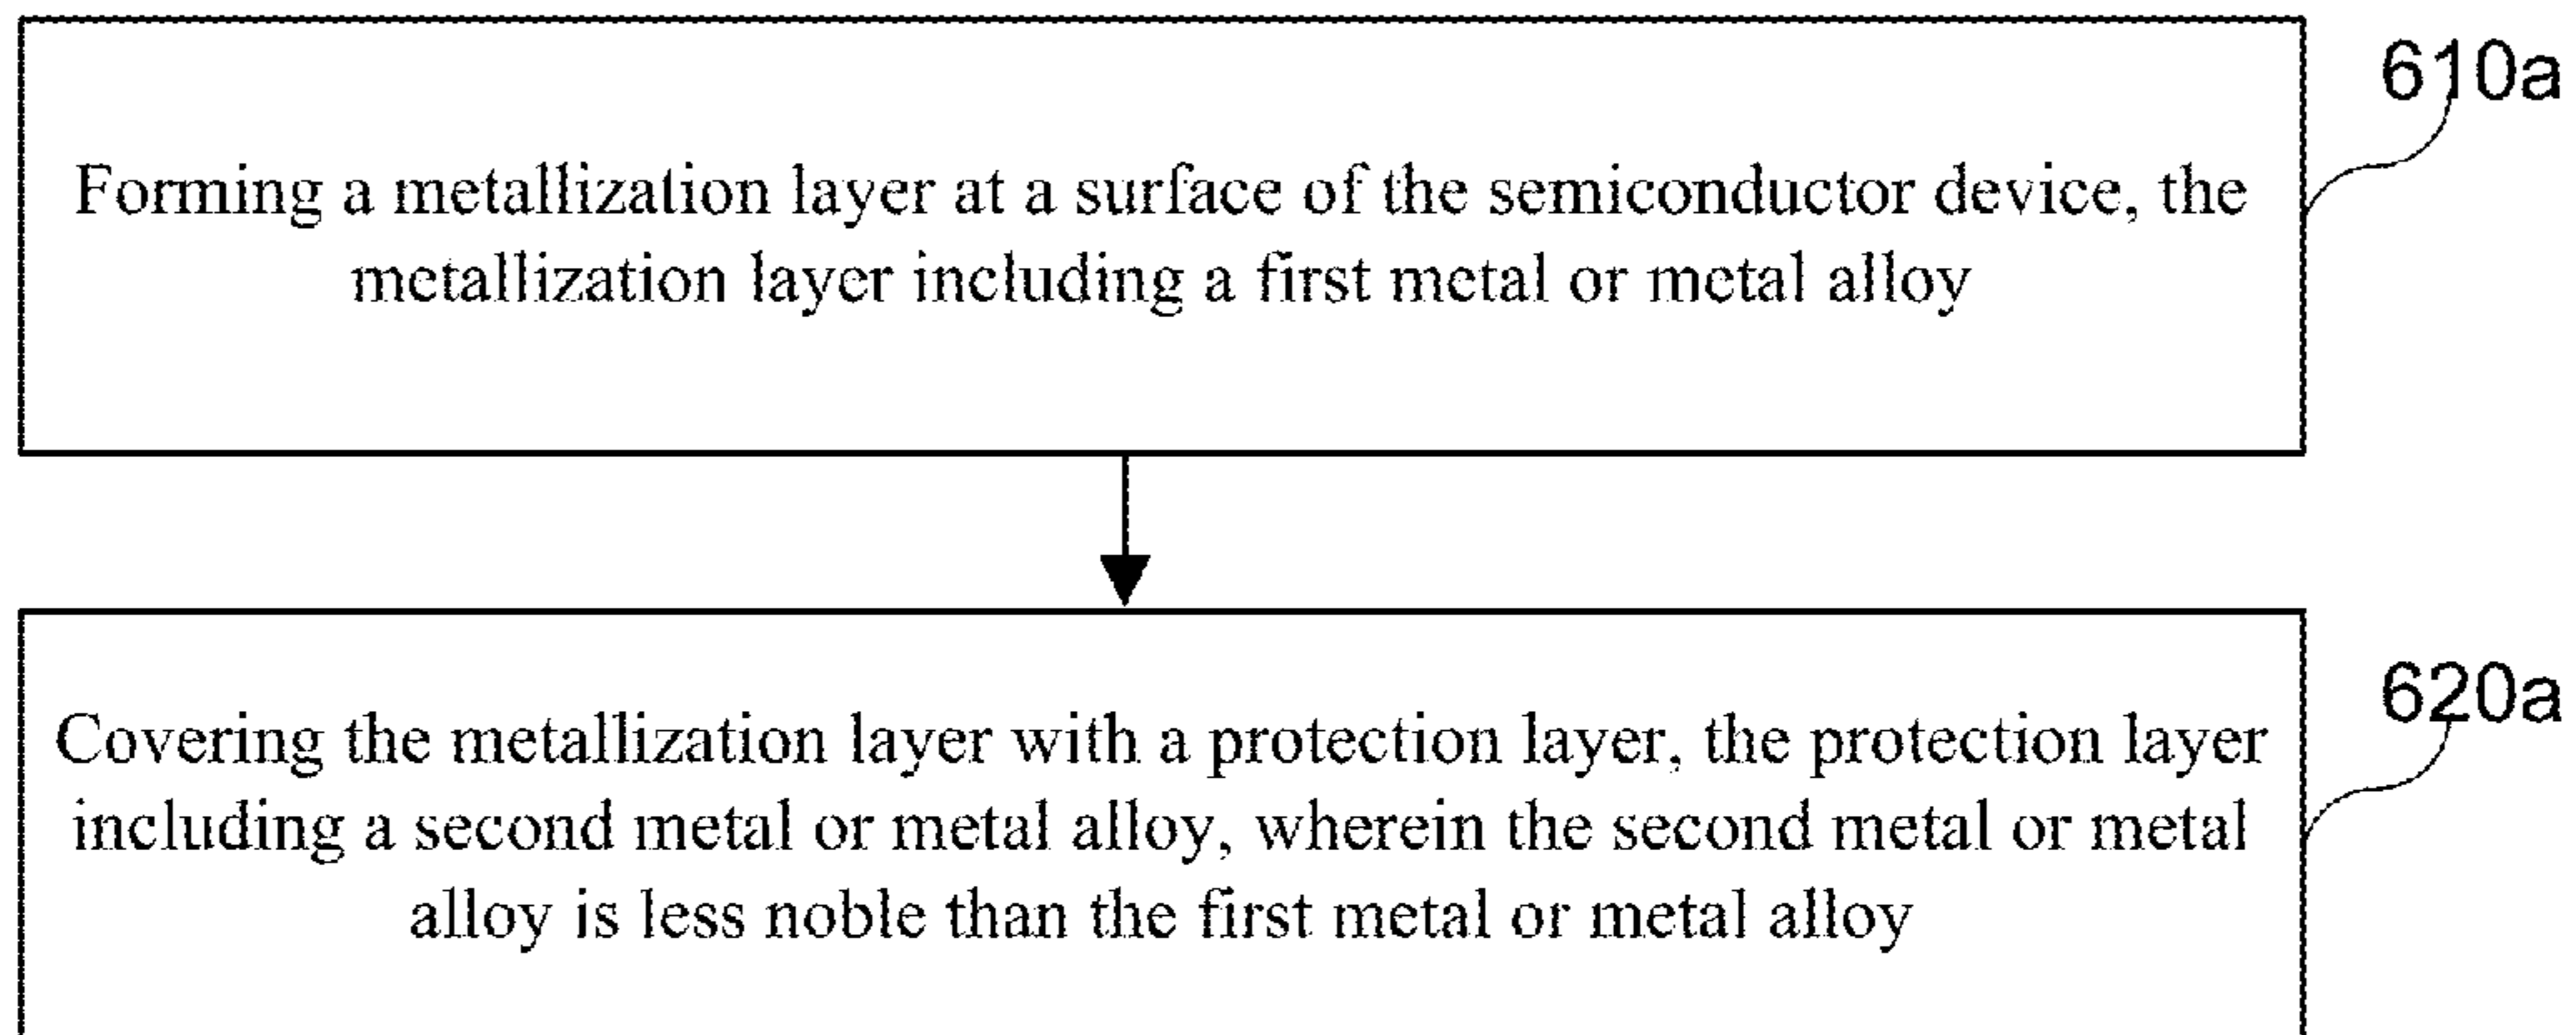 610a
Forming a metallization layer at a surface of the semiconductor device, the
metallization layer including a first metal or metal alloy
620a
Covering the metallization layer with a protection layer, the protection layer
including a second metal or metal alloy, wherein the second metal or metal
alloy is less noble than the first metal or metal alloy